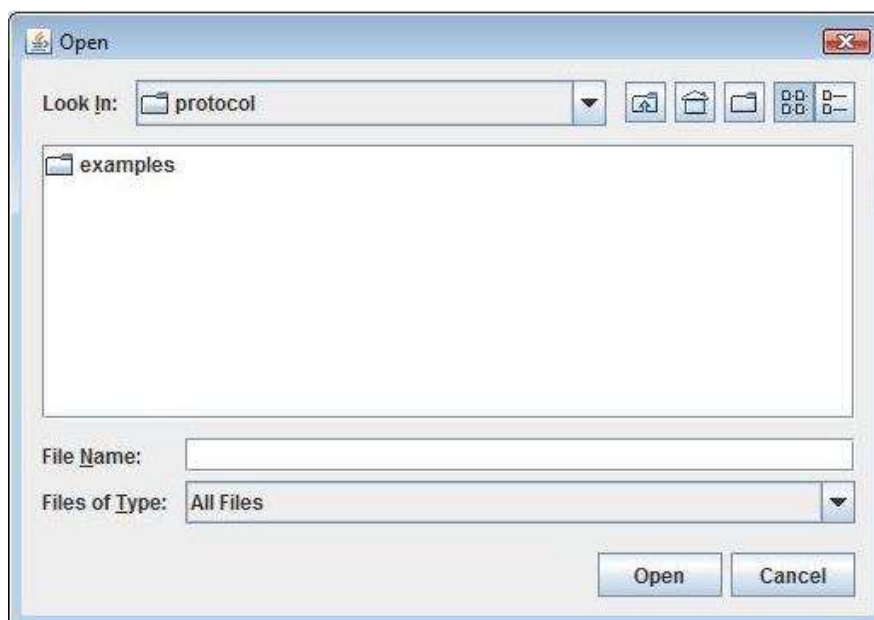 Open
Look In: protocol
examples
File Name:
Files of Type: All Files
Open Cancel